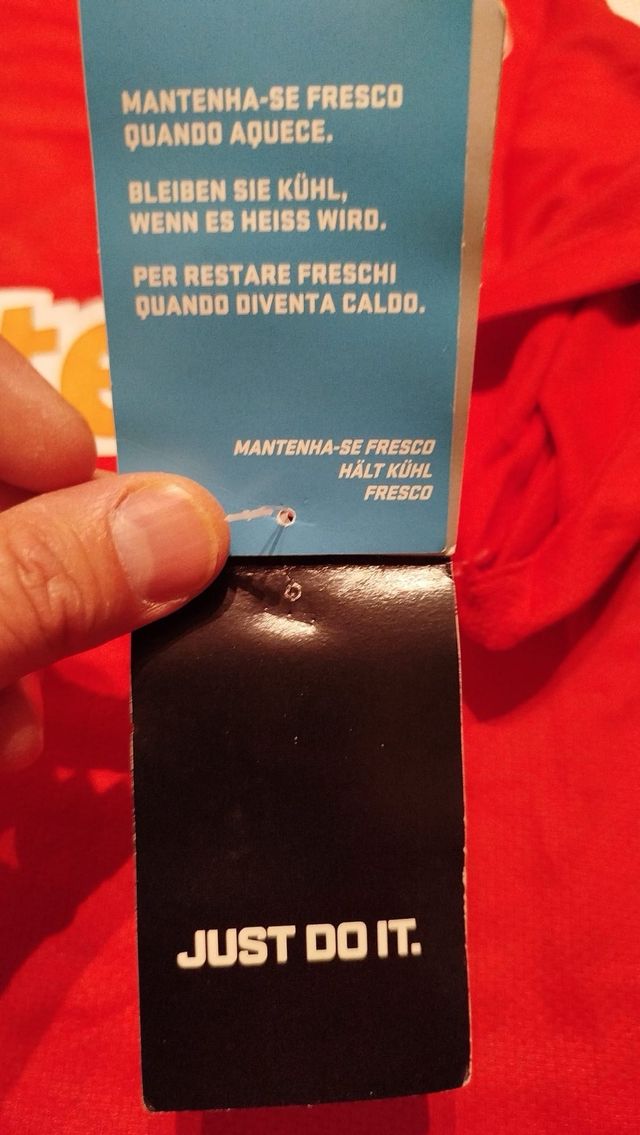 MANTENHA-SE FRESCO
QUANDO AQUECE.
BLEIBEN SIE KÜHL,
WENN ES HEISS WIRD.
PER RESTARE FRESCHI
QUANDO DIVENTA CALDO.
MANTENHA-SE FRESCO
HÄLT KÜHL
FRESCO
te
JUST DO IT.